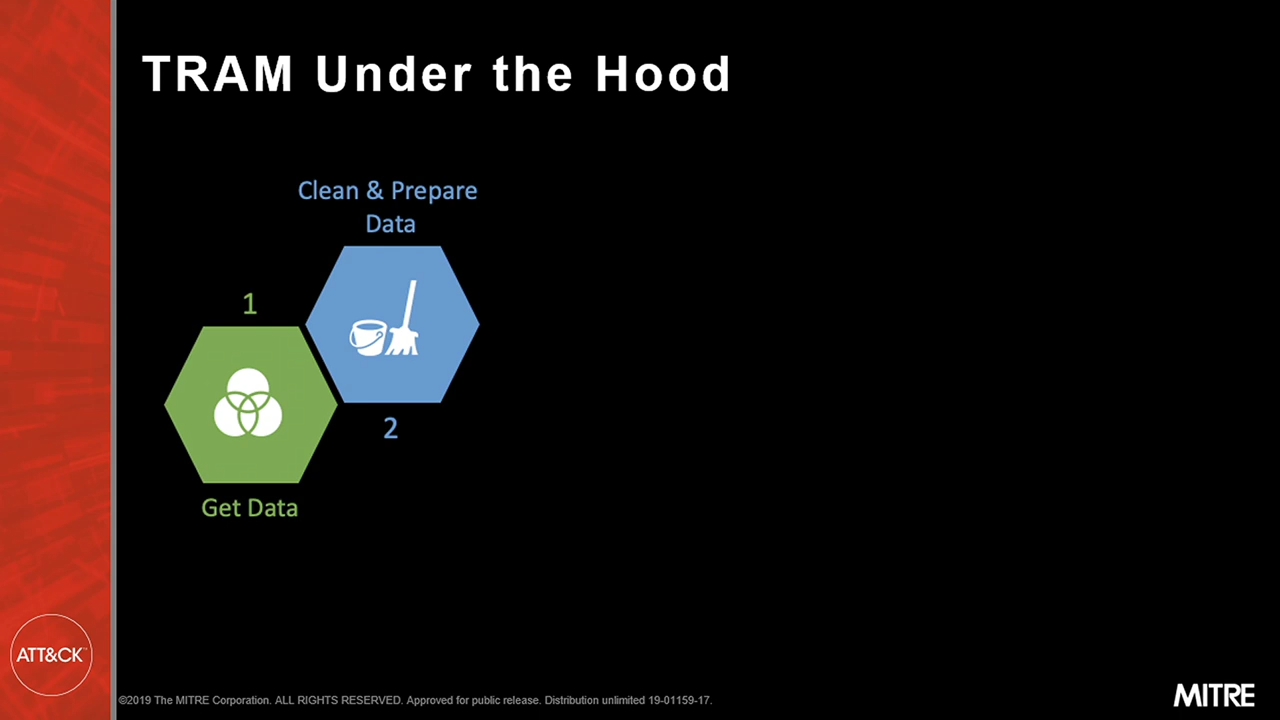 TRAM Under the Hood
Clean & Prepare
Data
1
2
Get Data
ATT&CK™
©2019 The MITRE Corporation. ALL RIGHTS RESERVED. Approved for public release. Distribution unlimited 19-01159-17.
MITRE